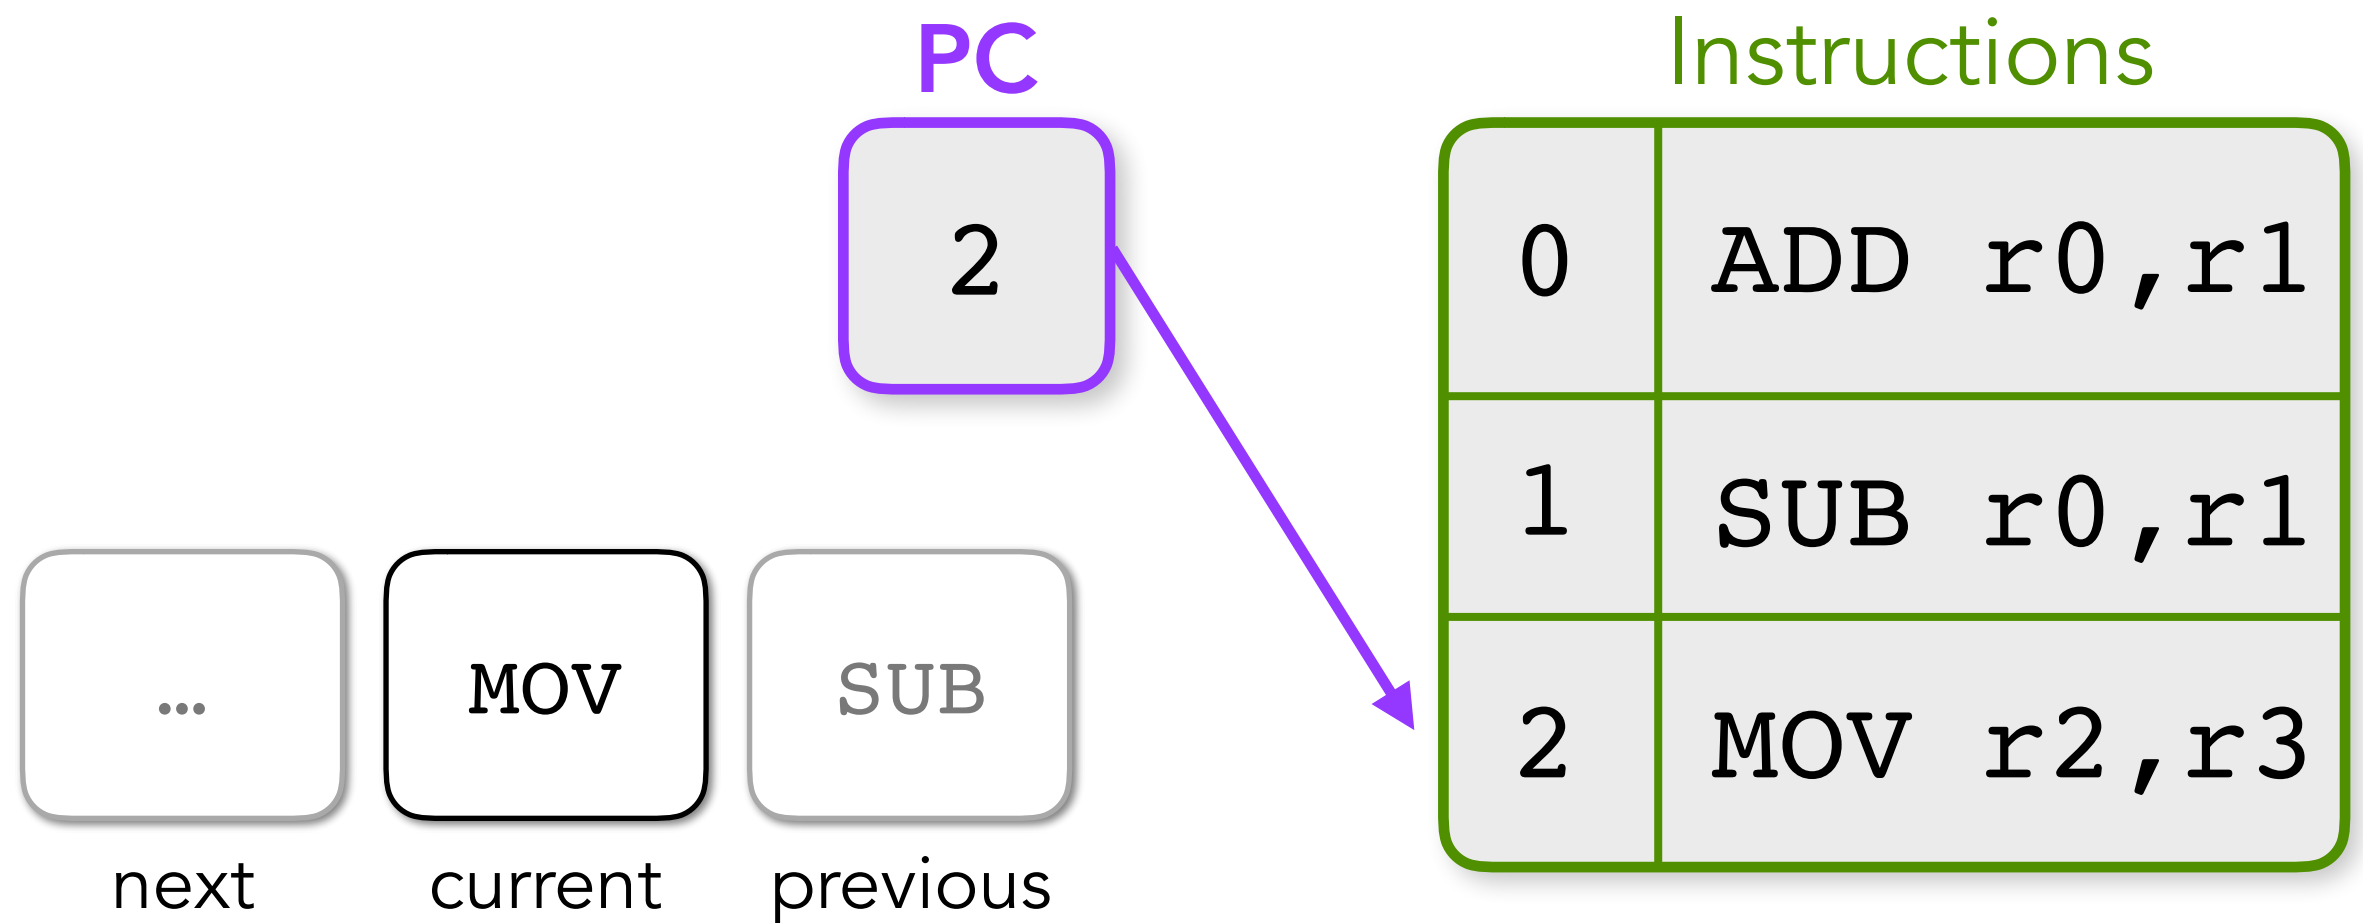 PC
2
Instructions
0 ADD r0,r1
1 SUB r0,r1
2 MOV r2,r3
... MOV SUB
next current previous